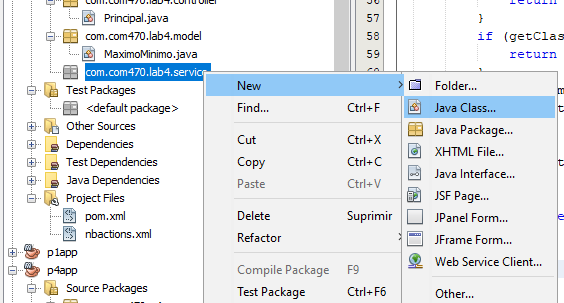 com.com470.lab4.controller
Principal.java
com.com470.lab4.model
MaximoMinimo.java
com.com470.lab4.service
Test Packages
<default package>
Other Sources
Dependencies
Test Dependencies
Java Dependencies
Project Files
pom.xml
nbactions.xml
p1app
p4app
Source Packages
New
Find... Ctrl+F
Cut Ctrl+X
Copy Ctrl+C
Paste Ctrl+V
Delete Suprimir
Refactor
Compile Package F9
Test Package Ctrl+F6
Folder...
Java Class...
Java Package...
XHTML File...
Java Interface...
JSF Page...
JPanel Form...
JFrame Form...
Web Service Client...
Other...
57 return
58 }
58 if (getClas
59 return